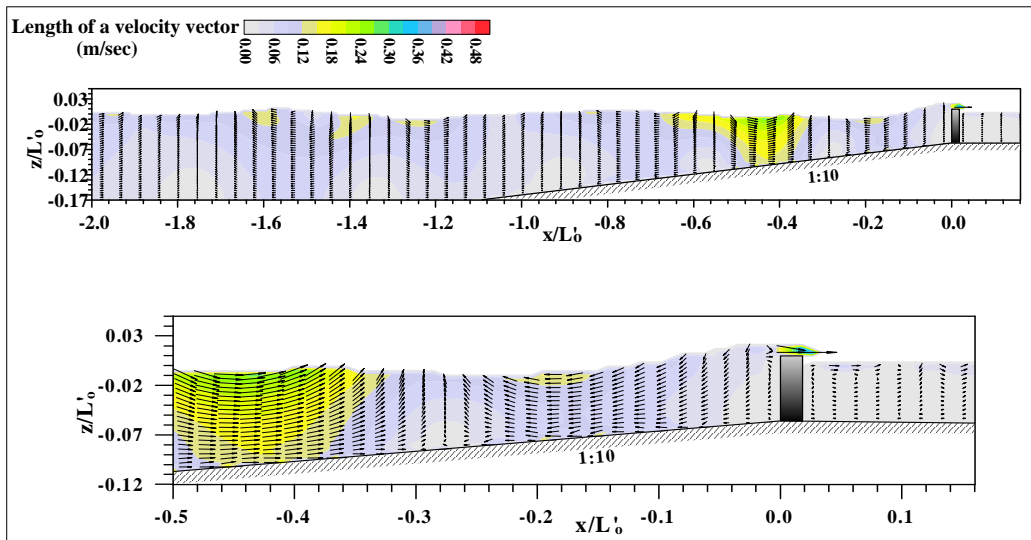 Length of a velocity vector
(m/sec)
0.00 0.06 0.12 0.18 0.24 0.30 0.36 0.42 0.48
z/L'o
0.03
-0.02
-0.07
-0.12
-0.17
1:10
-2.0 -1.8 -1.6 -1.4 -1.2 -1.0 -0.8 -0.6 -0.4 -0.2 0.0
x/L'o
z/L'o
0.03
-0.02
-0.07
-0.12
1:10
-0.5 -0.4 -0.3 -0.2 -0.1 0.0 0.1
x/L'o